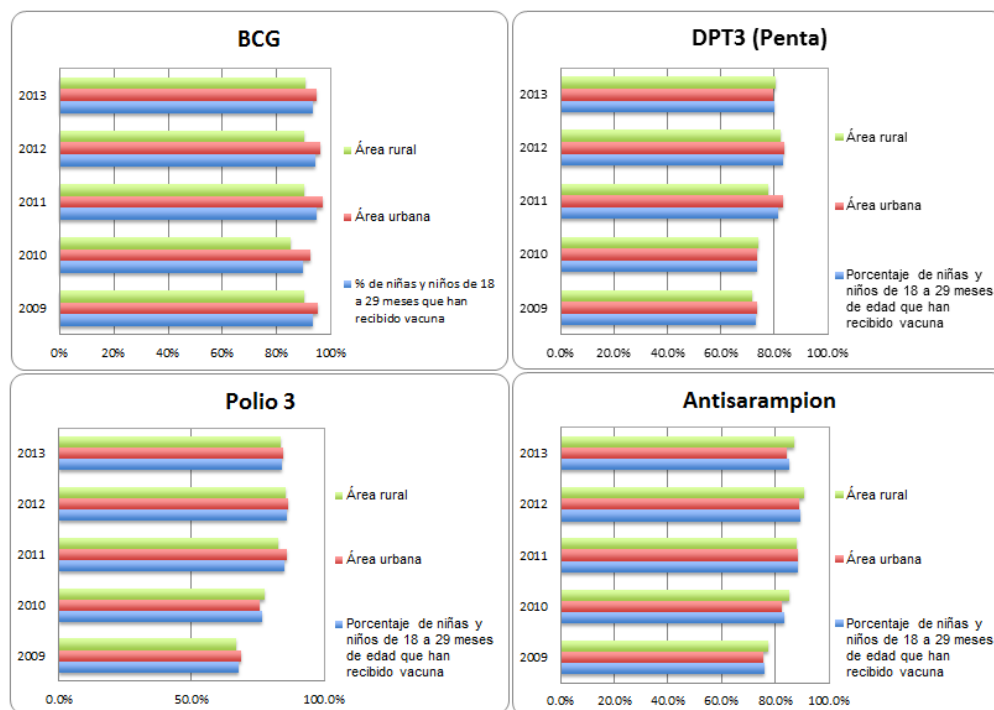 BCG
2013
2012
2011
2010
2009
0% 20% 40% 60% 80% 100%
Área rural
Área urbana
% de niñas y niños de 18
a 29 meses que han
recibido vacuna
DPT3 (Penta)
2013
2012
2011
2010
2009
0.0% 20.0% 40.0% 60.0% 80.0% 100.0%
Área rural
Área urbana
Porcentaje de niñas y
niños de 18 a 29 meses
de edad que han
recibido vacuna
Polio 3
2013
2012
2011
2010
2009
0.0% 50.0% 100.0%
Área rural
Área urbana
Porcentaje de niñas y
niños de 18 a 29 meses
de edad que han
recibido vacuna
Antisarampion
2013
2012
2011
2010
2009
0.0% 20.0% 40.0% 60.0% 80.0% 100.0%
Área rural
Área urbana
Porcentaje de niñas y
niños de 18 a 29 meses
de edad que han
recibido vacuna